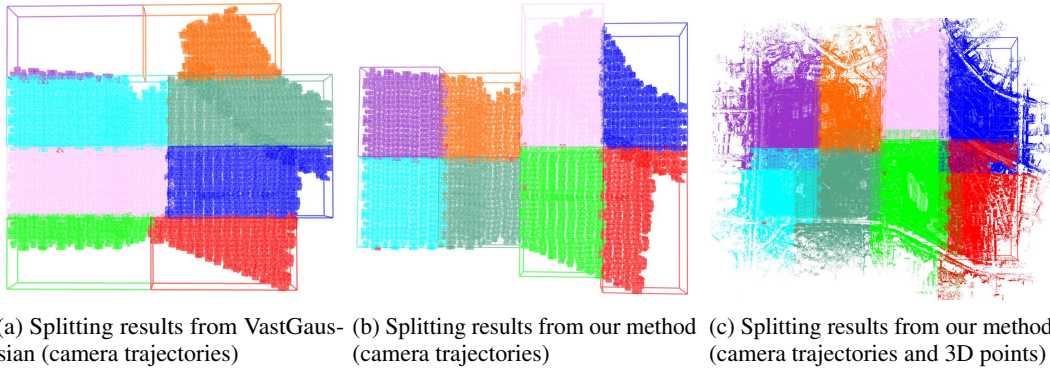 (a) Splitting results from VastGaus-
sian (camera trajectories)
(b) Splitting results from our method
(camera trajectories)
(c) Splitting results from our method
(camera trajectories and 3D points)